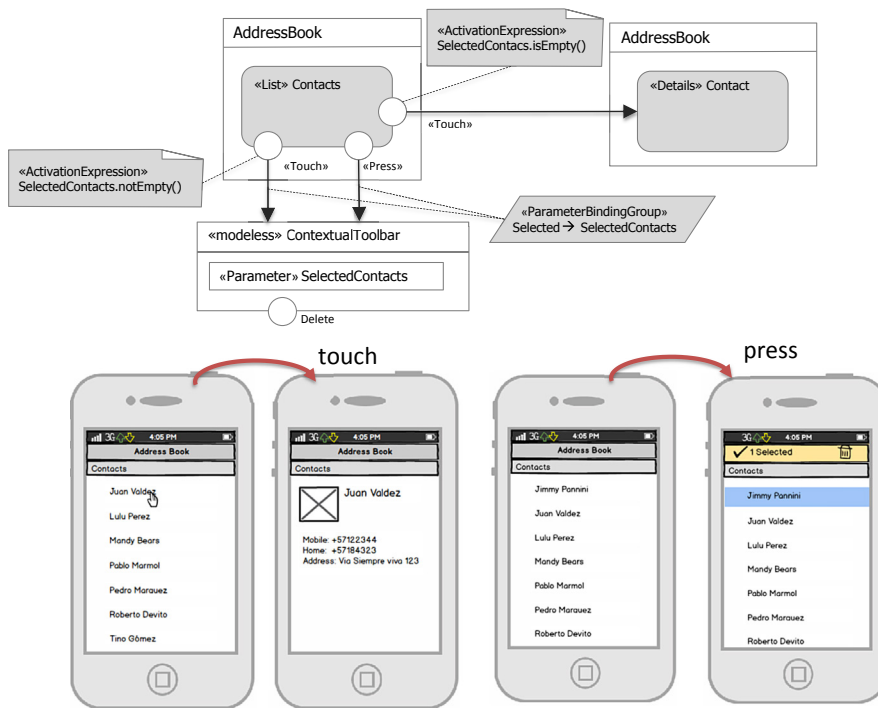 AddressBook
«ActivationExpression»
SelectedContacs.isEmpty()
AddressBook
«List» Contacts
«Details» Contact
«Touch»
«ActivationExpression»
SelectedContacts.notEmpty()
«Touch»
«Press»
«ParameterBindingGroup»
Selected → SelectedContacts
«modeless» ContextualToolbar
«Parameter» SelectedContacts
Delete
touch
press
3G 4:05 PM
Address Book
Contacts
Juan Valdez
Lulu Perez
Mandy Bears
Pablo Marmol
Pedro Marquez
Roberto Devito
Tino Gómez
3G 4:05 PM
Address Book
Contacts
Juan Valdez
Mobile: +57122344
Home: +57184323
Address: Via Siempre viva 123
3G 4:05 PM
Address Book
Contacts
Jimmy Pannini
Juan Valdez
Lulu Perez
Mandy Bears
Pablo Marmol
Pedro Marquez
Roberto Devito
3G 4:05 PM
1 Selected
Contacts
Jimmy Pannini
Juan Valdez
Lulu Perez
Mandy Bears
Pablo Marmol
Pedro Marquez
Roberto Devito